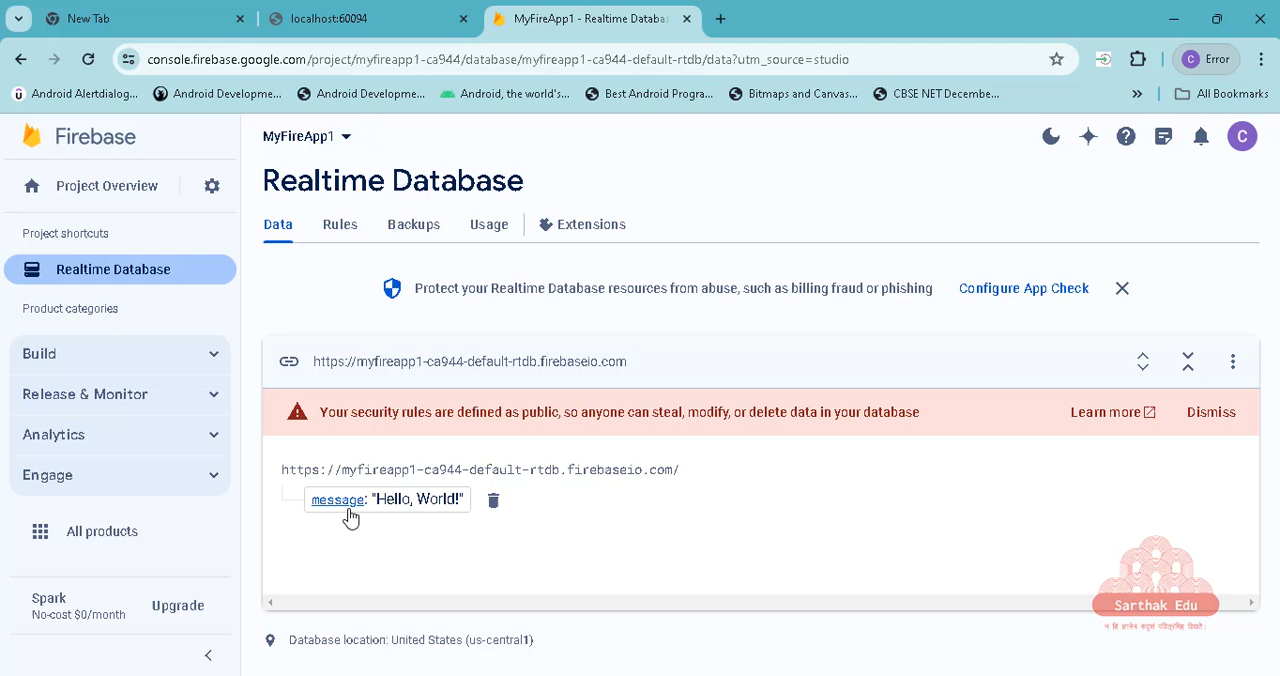 New Tab
localhost:60094
MyFireApp1 - Realtime Databas
console.firebase.google.com/project/myfireapp1-ca944/database/myfireapp1-ca944-default-rtdb/data?utm_source=studio
C Error
Android Alertdialog...
Android Developme...
Android Developme...
Android, the world's...
Best Android Progra...
Bitmaps and Canvas...
CBSE NET Decembe...
»
All Bookmarks
Firebase
MyFireApp1
C
Project Overview
Realtime Database
Data Rules Backups Usage Extensions
Project shortcuts
Realtime Database
Product categories
Protect your Realtime Database resources from abuse, such as billing fraud or phishing Configure App Check
Build
https://myfireapp1-ca944-default-rtdb.firebaseio.com
Release & Monitor
Your security rules are defined as public, so anyone can steal, modify, or delete data in your database Learn more Dismiss
Analytics
Engage
https://myfireapp1-ca944-default-rtdb.firebaseio.com/
message: "Hello, World!"
All products
Spark
No-cost $0/month
Upgrade
Sarthak Edu
न हि ज्ञानेन सदृशं पवित्रमिह विद्यते।
Database location: United States (us-central1)